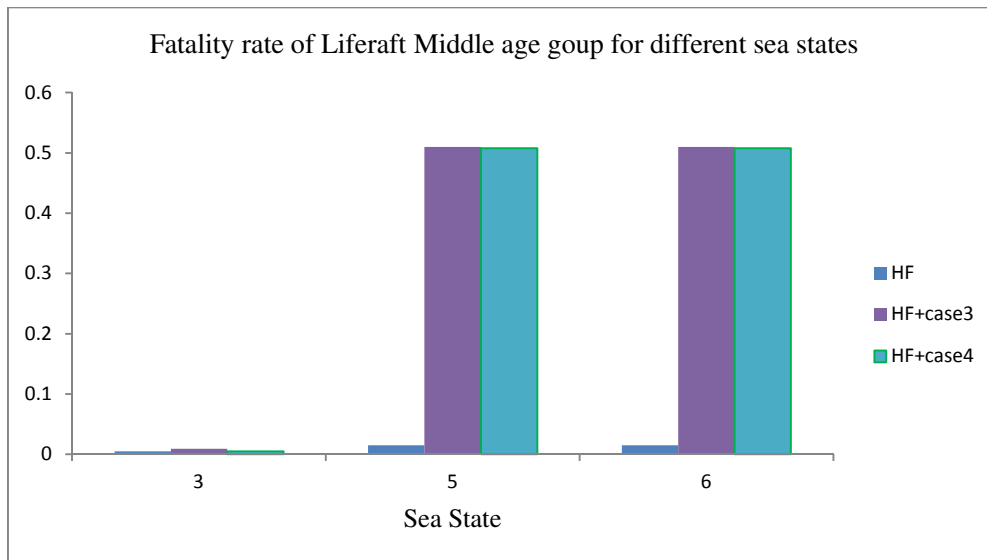 Fatality rate of Liferaft Middle age goup for different sea states
0.6
0.5
0.4
0.3
0.2
0.1
0
3 5 6
Sea State
HF
HF+case3
HF+case4